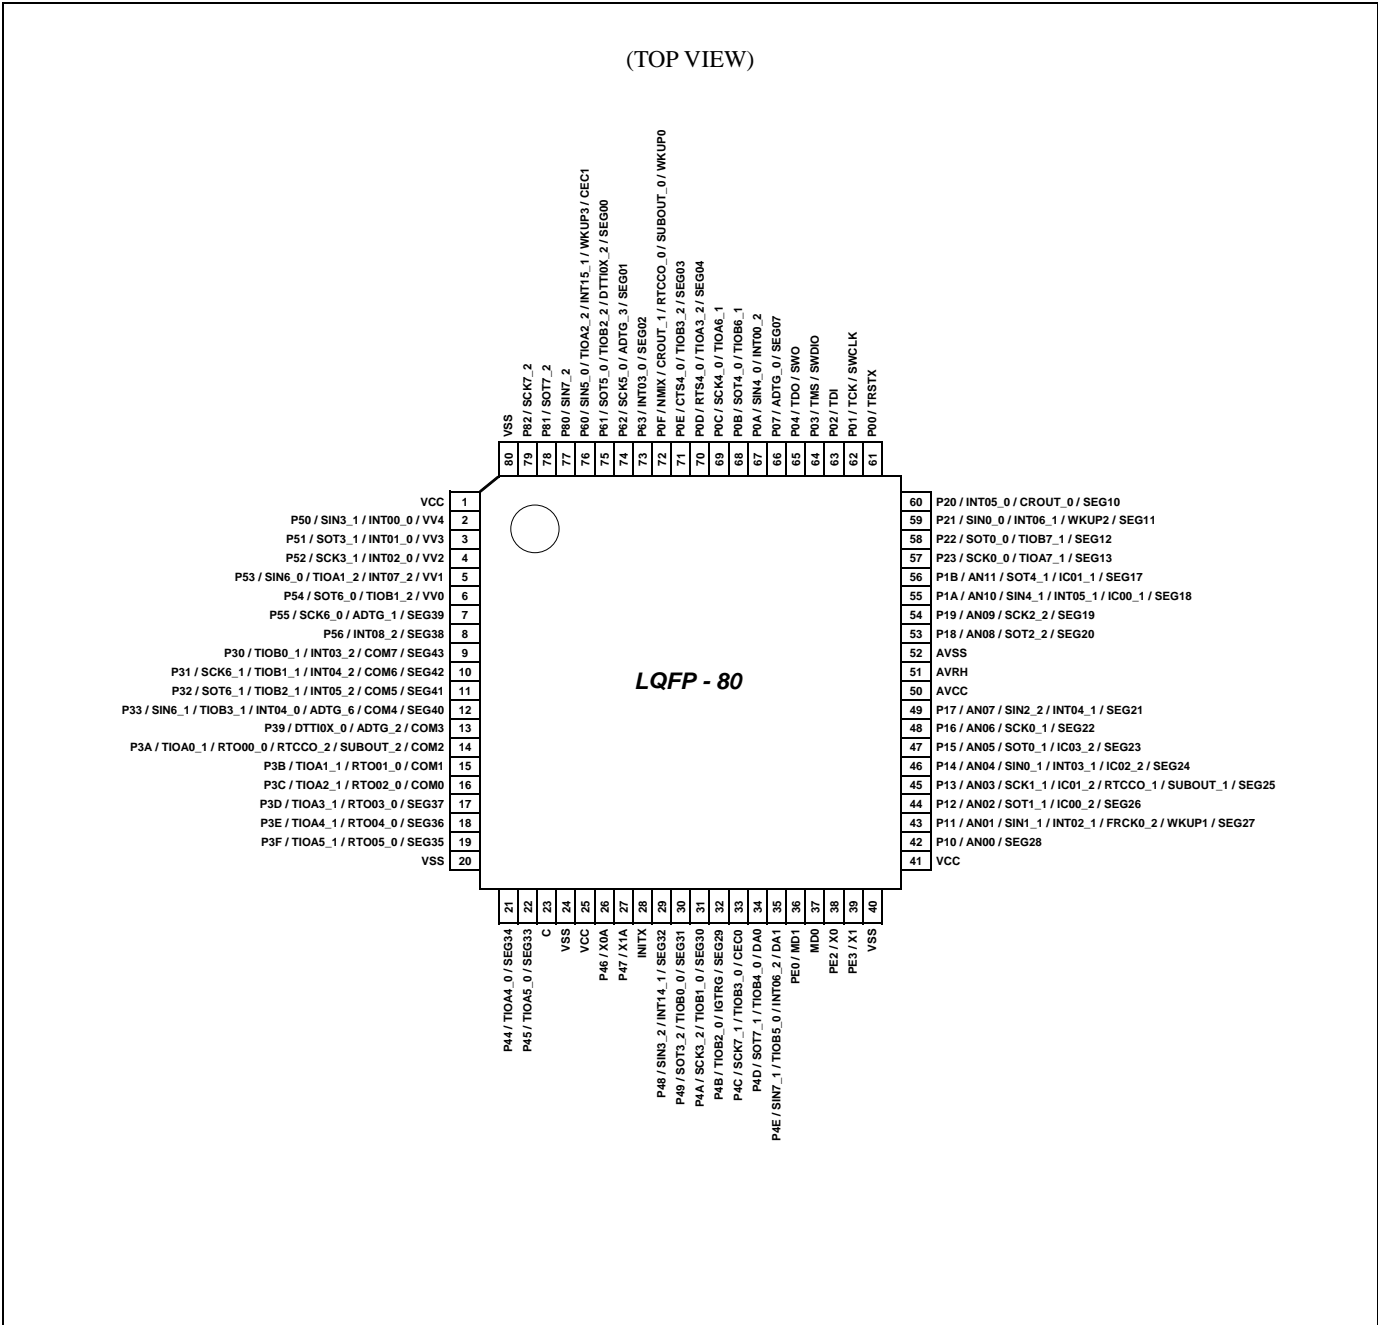 (TOP VIEW)
80 VSS
79 P82 / SCK7_2
78 P81 / SOT7_2
77 P80 / SIN7_2
76 P60 / SIN5_0 / TIOA2_2 / INT15_1 / WKUP3 / CEC1
75 P61 / SOT5_0 / TIOB2_2 / DTTI0X_2 / SEG00
74 P62 / SCK5_0 / ADTG_3 / SEG01
73 P63 / INT03_0 / SEG02
72 P0F / NMIX / CROUT_1 / RTCCO_0 / SUBOUT_0 / WKUP0
71 P0E / CTS4_0 / TIOB3_2 / SEG03
70 P0D / RTS4_0 / TIOA3_2 / SEG04
69 P0C / SCK4_0 / TIOA6_1
68 P0B / SOT4_0 / TIOB6_1
67 P0A / SIN4_0 / INT00_2
66 P07 / ADTG_0 / SEG07
65 P04 / TDO / SWO
64 P03 / TMS / SWDIO
63 P02 / TDI
62 P01 / TCK / SWCLK
61 P00 / TRSTX
VCC 1
P50 / SIN3_1 / INT00_0 / VV4 2
P51 / SOT3_1 / INT01_0 / VV3 3
P52 / SCK3_1 / INT02_0 / VV2 4
P53 / SIN6_0 / TIOA1_2 / INT07_2 / VV1 5
P54 / SOT6_0 / TIOB1_2 / VV0 6
P55 / SCK6_0 / ADTG_1 / SEG39 7
P56 / INT08_2 / SEG38 8
P30 / TIOB0_1 / INT03_2 / COM7 / SEG43 9
P31 / SCK6_1 / TIOB1_1 / INT04_2 / COM6 / SEG42 10
P32 / SOT6_1 / TIOB2_1 / INT05_2 / COM5 / SEG41 11
P33 / SIN6_1 / TIOB3_1 / INT04_0 / ADTG_6 / COM4 / SEG40 12
P39 / DTTI0X_0 / ADTG_2 / COM3 13
P3A / TIOA0_1 / RTO00_0 / RTCCO_2 / SUBOUT_2 / COM2 14
P3B / TIOA1_1 / RTO01_0 / COM1 15
P3C / TIOA2_1 / RTO02_0 / COM0 16
P3D / TIOA3_1 / RTO03_0 / SEG37 17
P3E / TIOA4_1 / RTO04_0 / SEG36 18
P3F / TIOA5_1 / RTO05_0 / SEG35 19
VSS 20
LQFP - 80
60 P20 / INT05_0 / CROUT_0 / SEG10
59 P21 / SIN0_0 / INT06_1 / WKUP2 / SEG11
58 P22 / SOT0_0 / TIOB7_1 / SEG12
57 P23 / SCK0_0 / TIOA7_1 / SEG13
56 P1B / AN11 / SOT4_1 / IC01_1 / SEG17
55 P1A / AN10 / SIN4_1 / INT05_1 / IC00_1 / SEG18
54 P19 / AN09 / SCK2_2 / SEG19
53 P18 / AN08 / SOT2_2 / SEG20
52 AVSS
51 AVRH
50 AVCC
49 P17 / AN07 / SIN2_2 / INT04_1 / SEG21
48 P16 / AN06 / SCK0_1 / SEG22
47 P15 / AN05 / SOT0_1 / IC03_2 / SEG23
46 P14 / AN04 / SIN0_1 / INT03_1 / IC02_2 / SEG24
45 P13 / AN03 / SCK1_1 / IC01_2 / RTCCO_1 / SUBOUT_1 / SEG25
44 P12 / AN02 / SOT1_1 / IC00_2 / SEG26
43 P11 / AN01 / SIN1_1 / INT02_1 / FRCK0_2 / WKUP1 / SEG27
42 P10 / AN00 / SEG28
41 VCC
21 P44 / TIOA4_0 / SEG34
22 P45 / TIOA5_0 / SEG33
23 C
24 VSS
25 VCC
26 P46 / X0A
27 P47 / X1A
28 INITX
29 P48 / SIN3_2 / INT14_1 / SEG32
30 P49 / SOT3_2 / TIOB0_0 / SEG31
31 P4A / SCK3_2 / TIOB1_0 / SEG30
32 P4B / TIOB2_0 / IGTRG / SEG29
33 P4C / SCK7_1 / TIOB3_0 / CEC0
34 P4D / SOT7_1 / TIOB4_0 / DA0
35 P4E / SIN7_1 / TIOB5_0 / INT06_2 / DA1
36 PE0 / MD1
37 MD0
38 PE2 / X0
39 PE3 / X1
40 VSS